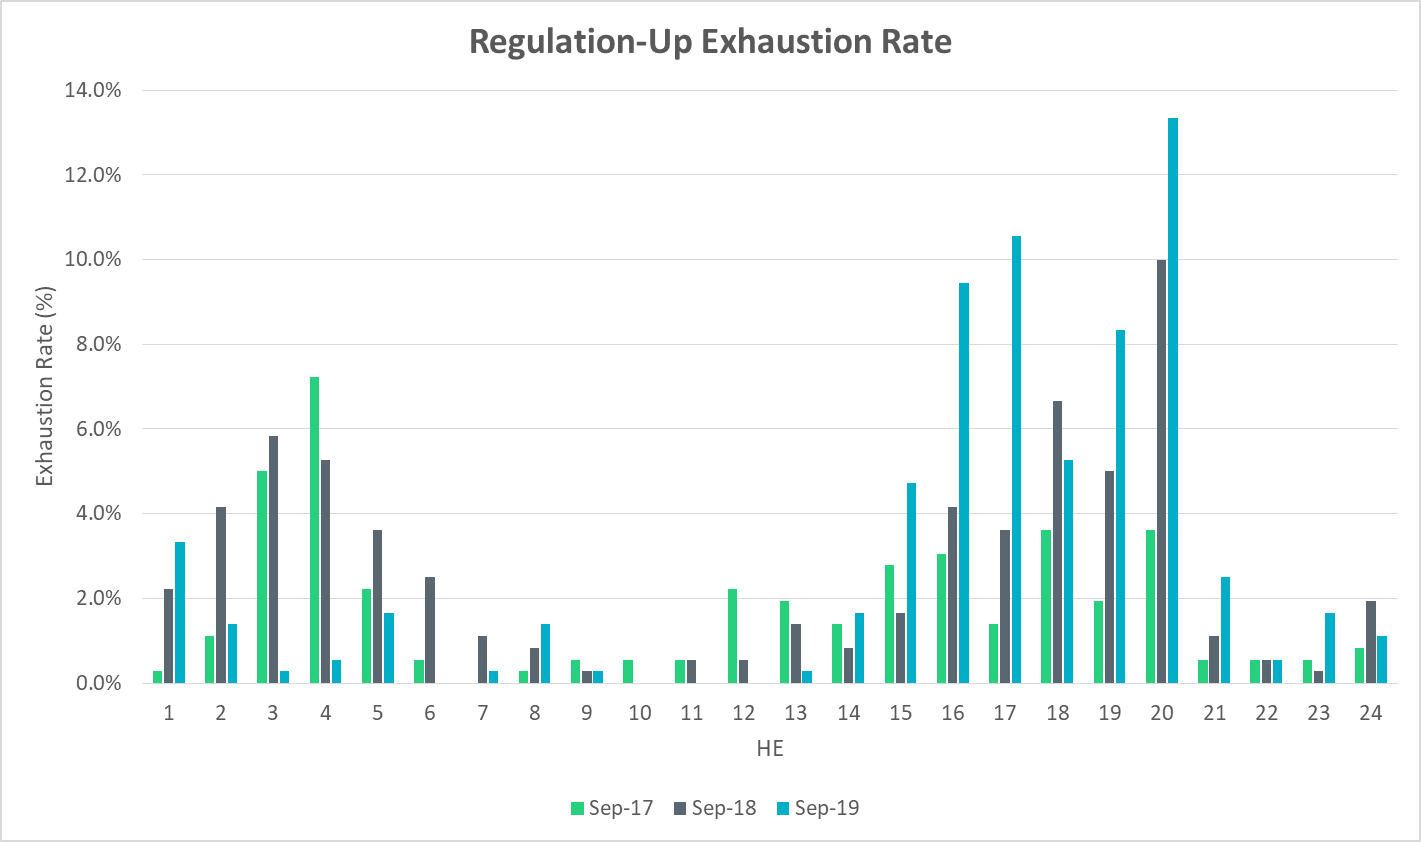 Regulation-Up Exhaustion Rate
14.0%
12.0%
10.0%
8.0%
6.0%
4.0%
2.0%
0.0%
Exhaustion Rate (%)
1 2 3 4 5 6 7 8 9 10 11 12 13 14 15 16 17 18 19 20 21 22 23 24
HE
Sep-17 Sep-18 Sep-19